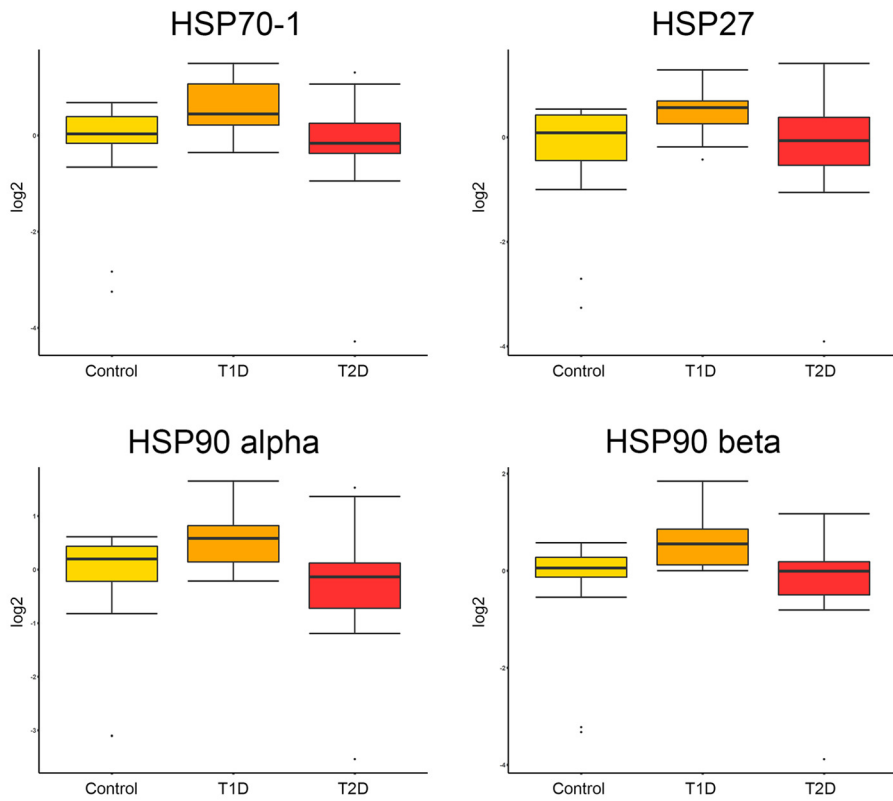 HSP70-1
log2
0
-2
-4
Control T1D T2D
HSP27
log2
0
-2
-4
Control T1D T2D
HSP90 alpha
log2
1
0
-1
-2
-3
Control T1D T2D
HSP90 beta
log2
2
0
-2
-4
Control T1D T2D